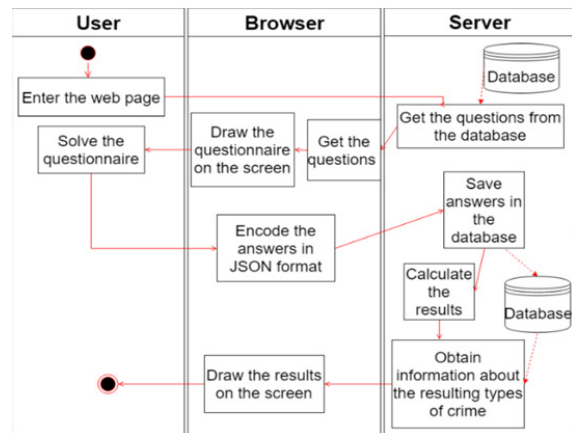 User
Browser
Server
Database
Enter the web page
Get the questions from
the database
Get the
questions
Draw the
questionnaire
on the screen
Solve the
questionnaire
Encode the
answers in
JSON format
Save
answers in
the
database
Calculate
the
results
Database
Obtain
information about
the resulting types
of crime
Draw the results
on the screen